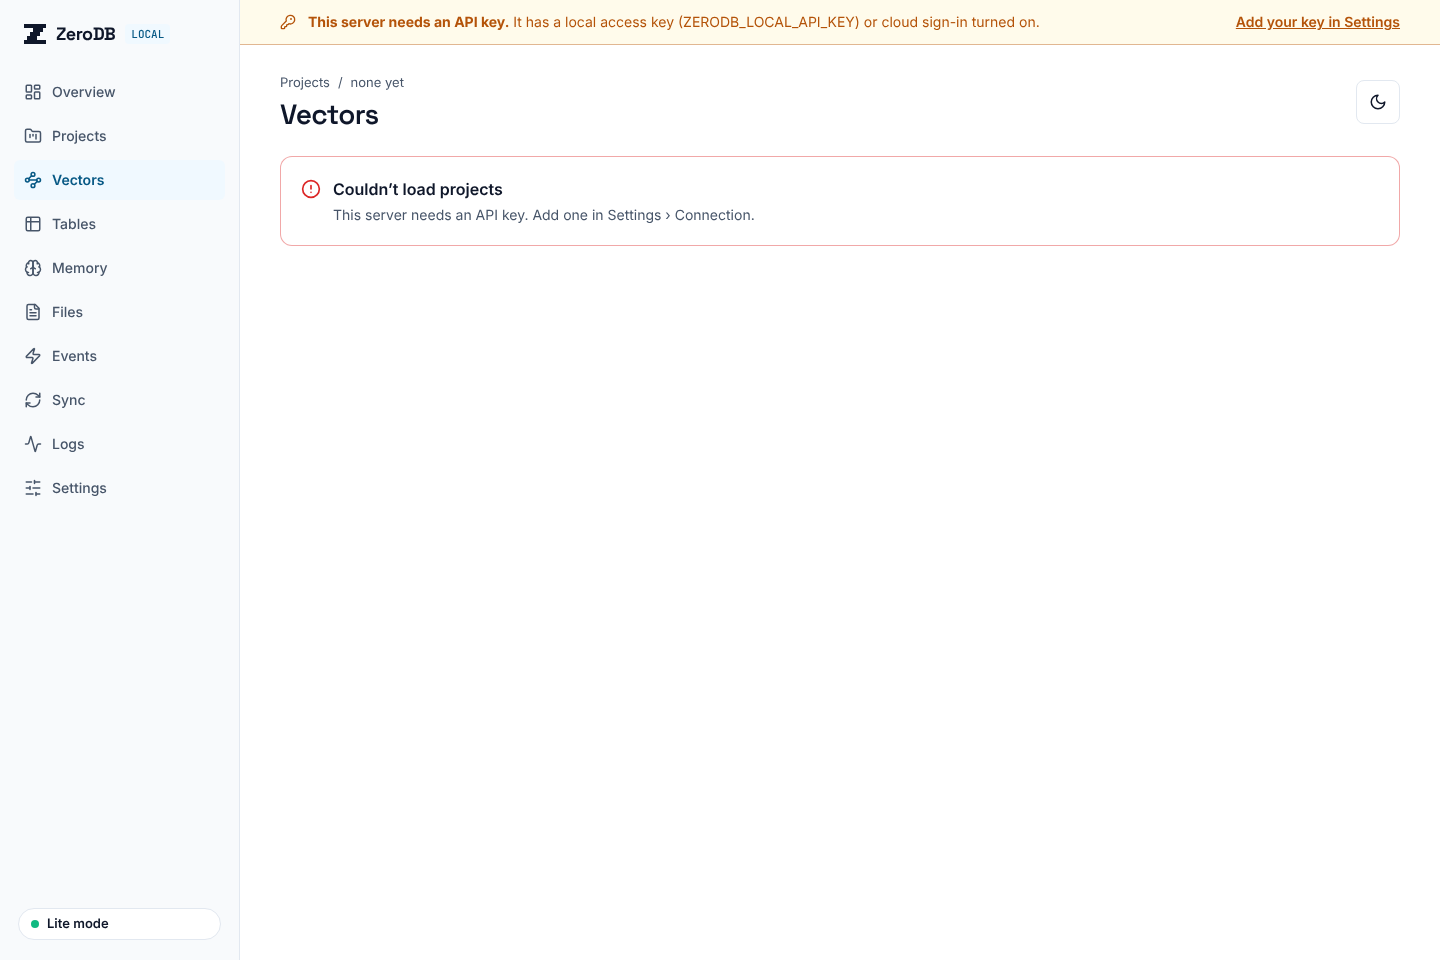 ZeroDB LOCAL
Overview
Projects
Vectors
Tables
Memory
Files
Events
Sync
Logs
Settings
Lite mode
This server needs an API key. It has a local access key (ZERODB_LOCAL_API_KEY) or cloud sign-in turned on.
Add your key in Settings
Projects / none yet
Vectors
Couldn’t load projects
This server needs an API key. Add one in Settings › Connection.